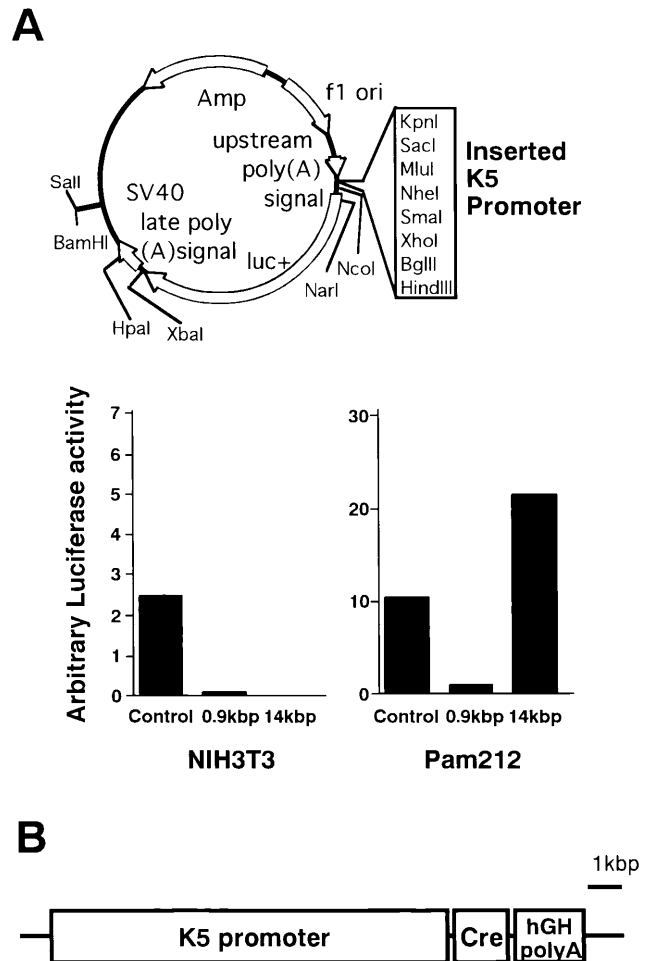 A
Amp
f1 ori
upstream
poly(A)
signal
KpnI
SacI
MluI
NheI
SmaI
XhoI
BglII
HindIII
Inserted
K5
Promoter
SalI
BamHI
SV40
late poly
(A)signal
luc+
NcoI
NarI
HpaI
XbaI
Arbitrary Luciferase activity
7
6
5
4
3
2
1
0
Control 0.9kbp 14kbp
NIH3T3
30
20
10
0
Control 0.9kbp 14kbp
Pam212
B
1kbp
K5 promoter
Cre
hGH
polyA